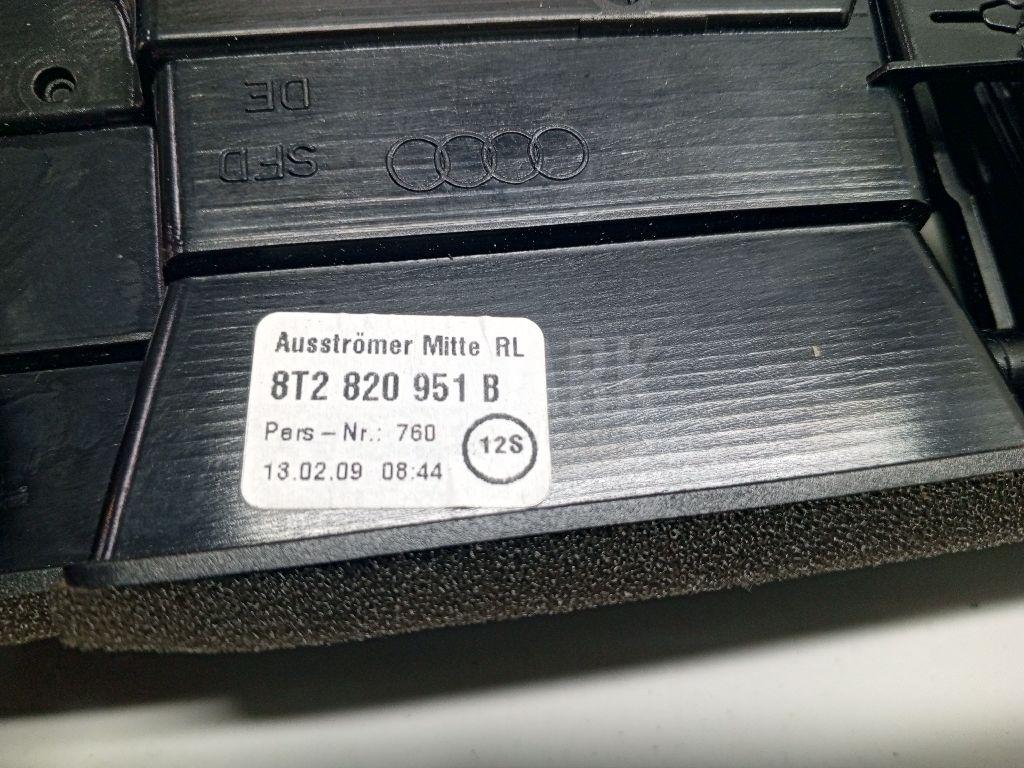 DE
SFD
Ausströmer Mitte RL
8T2 820 951 B
Pers-Nr.: 760
12S
13.02.09 08:44